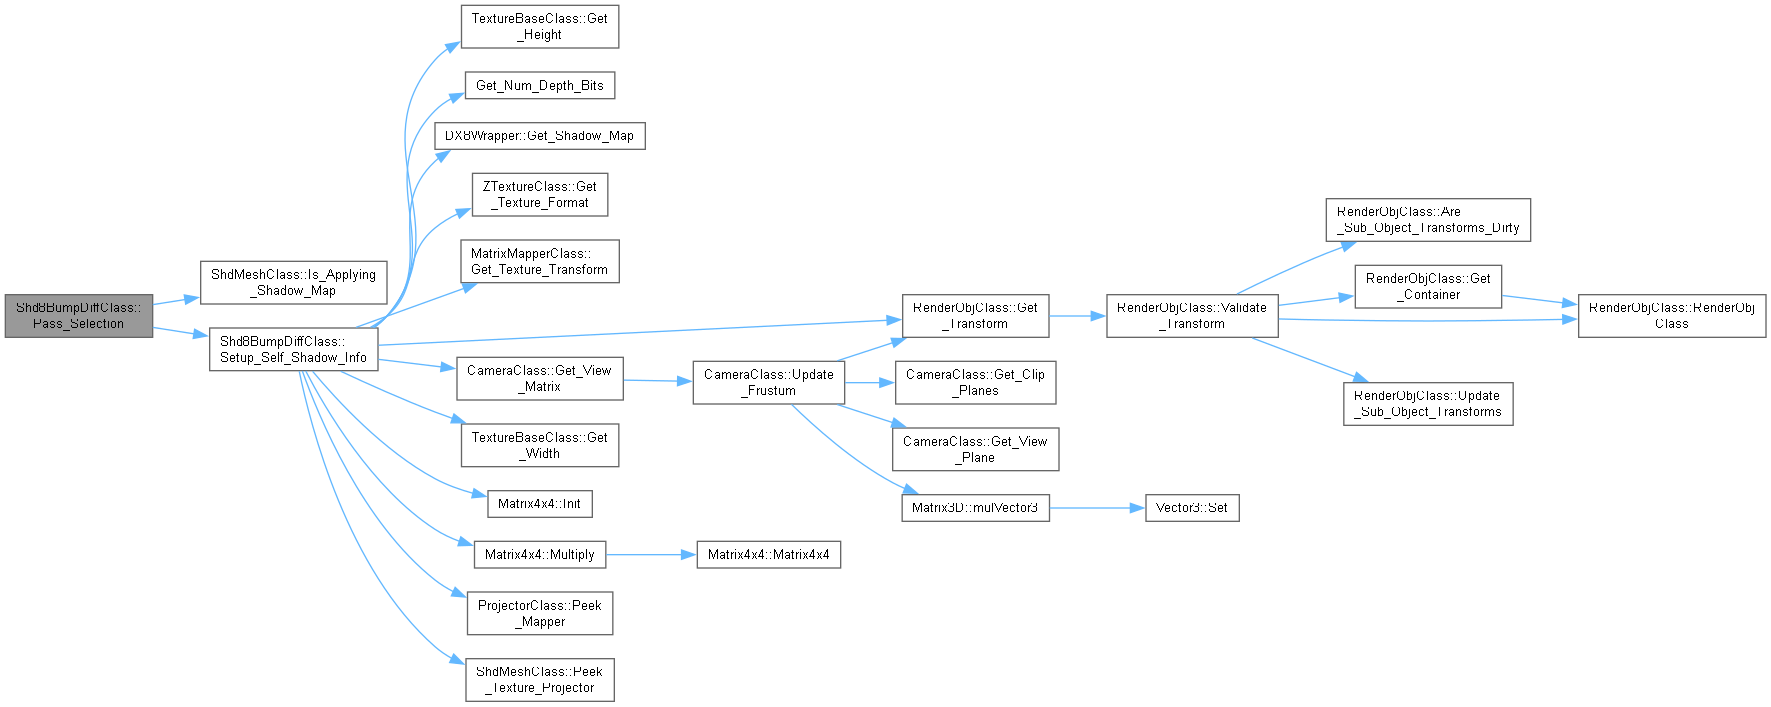 Shd8BumpDiffClass::
Pass_Selection
ShdMeshClass::Is_Applying
_Shadow_Map
Shd8BumpDiffClass::
Setup_Self_Shadow_Info
TextureBaseClass::Get
_Height
Get_Num_Depth_Bits
DX8Wrapper::Get_Shadow_Map
ZTextureClass::Get
_Texture_Format
MatrixMapperClass::
Get_Texture_Transform
CameraClass::Get_View
_Matrix
TextureBaseClass::Get
_Width
Matrix4x4::Init
Matrix4x4::Multiply
ProjectorClass::Peek
_Mapper
ShdMeshClass::Peek
_Texture_Projector
CameraClass::Update
_Frustum
Matrix4x4::Matrix4x4
RenderObjClass::Get
_Transform
CameraClass::Get_Clip
_Planes
CameraClass::Get_View
_Plane
Matrix3D::mulVector3
RenderObjClass::Validate
_Transform
Vector3::Set
RenderObjClass::Are
_Sub_Object_Transforms_Dirty
RenderObjClass::Get
_Container
RenderObjClass::Update
_Sub_Object_Transforms
RenderObjClass::RenderObj
Class